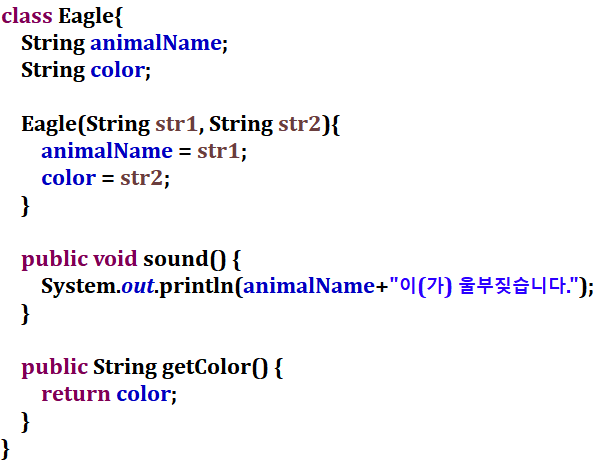 class Eagle{
String animalName;
String color;
Eagle(String str1, String str2){
animalName = str1;
color = str2;
}
public void sound() {
System.out.println(animalName+"이(가) 울부짖습니다.");
}
public String getColor() {
return color;
}
}